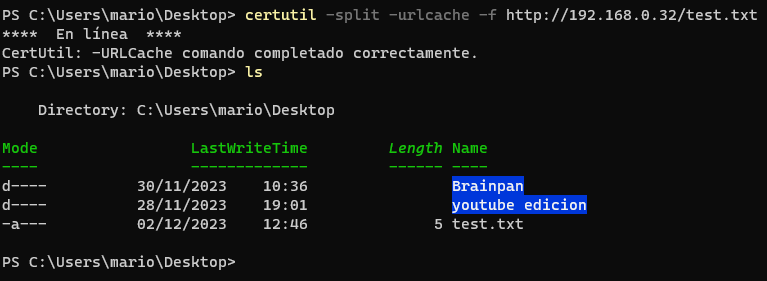 PS C:\Users\mario\Desktop> certutil -split -urlcache -f http://192.168.0.32/test.txt
****  En línea  ****
CertUtil: -URLCache comando completado correctamente.
PS C:\Users\mario\Desktop> ls
Directory: C:\Users\mario\Desktop
Mode                 LastWriteTime         Length Name
----                 -------------         ------ ----
d----          30/11/2023    10:36                Brainpan
d----          28/11/2023    19:01                youtube edicion
-a---          02/12/2023    12:46              5 test.txt
PS C:\Users\mario\Desktop>